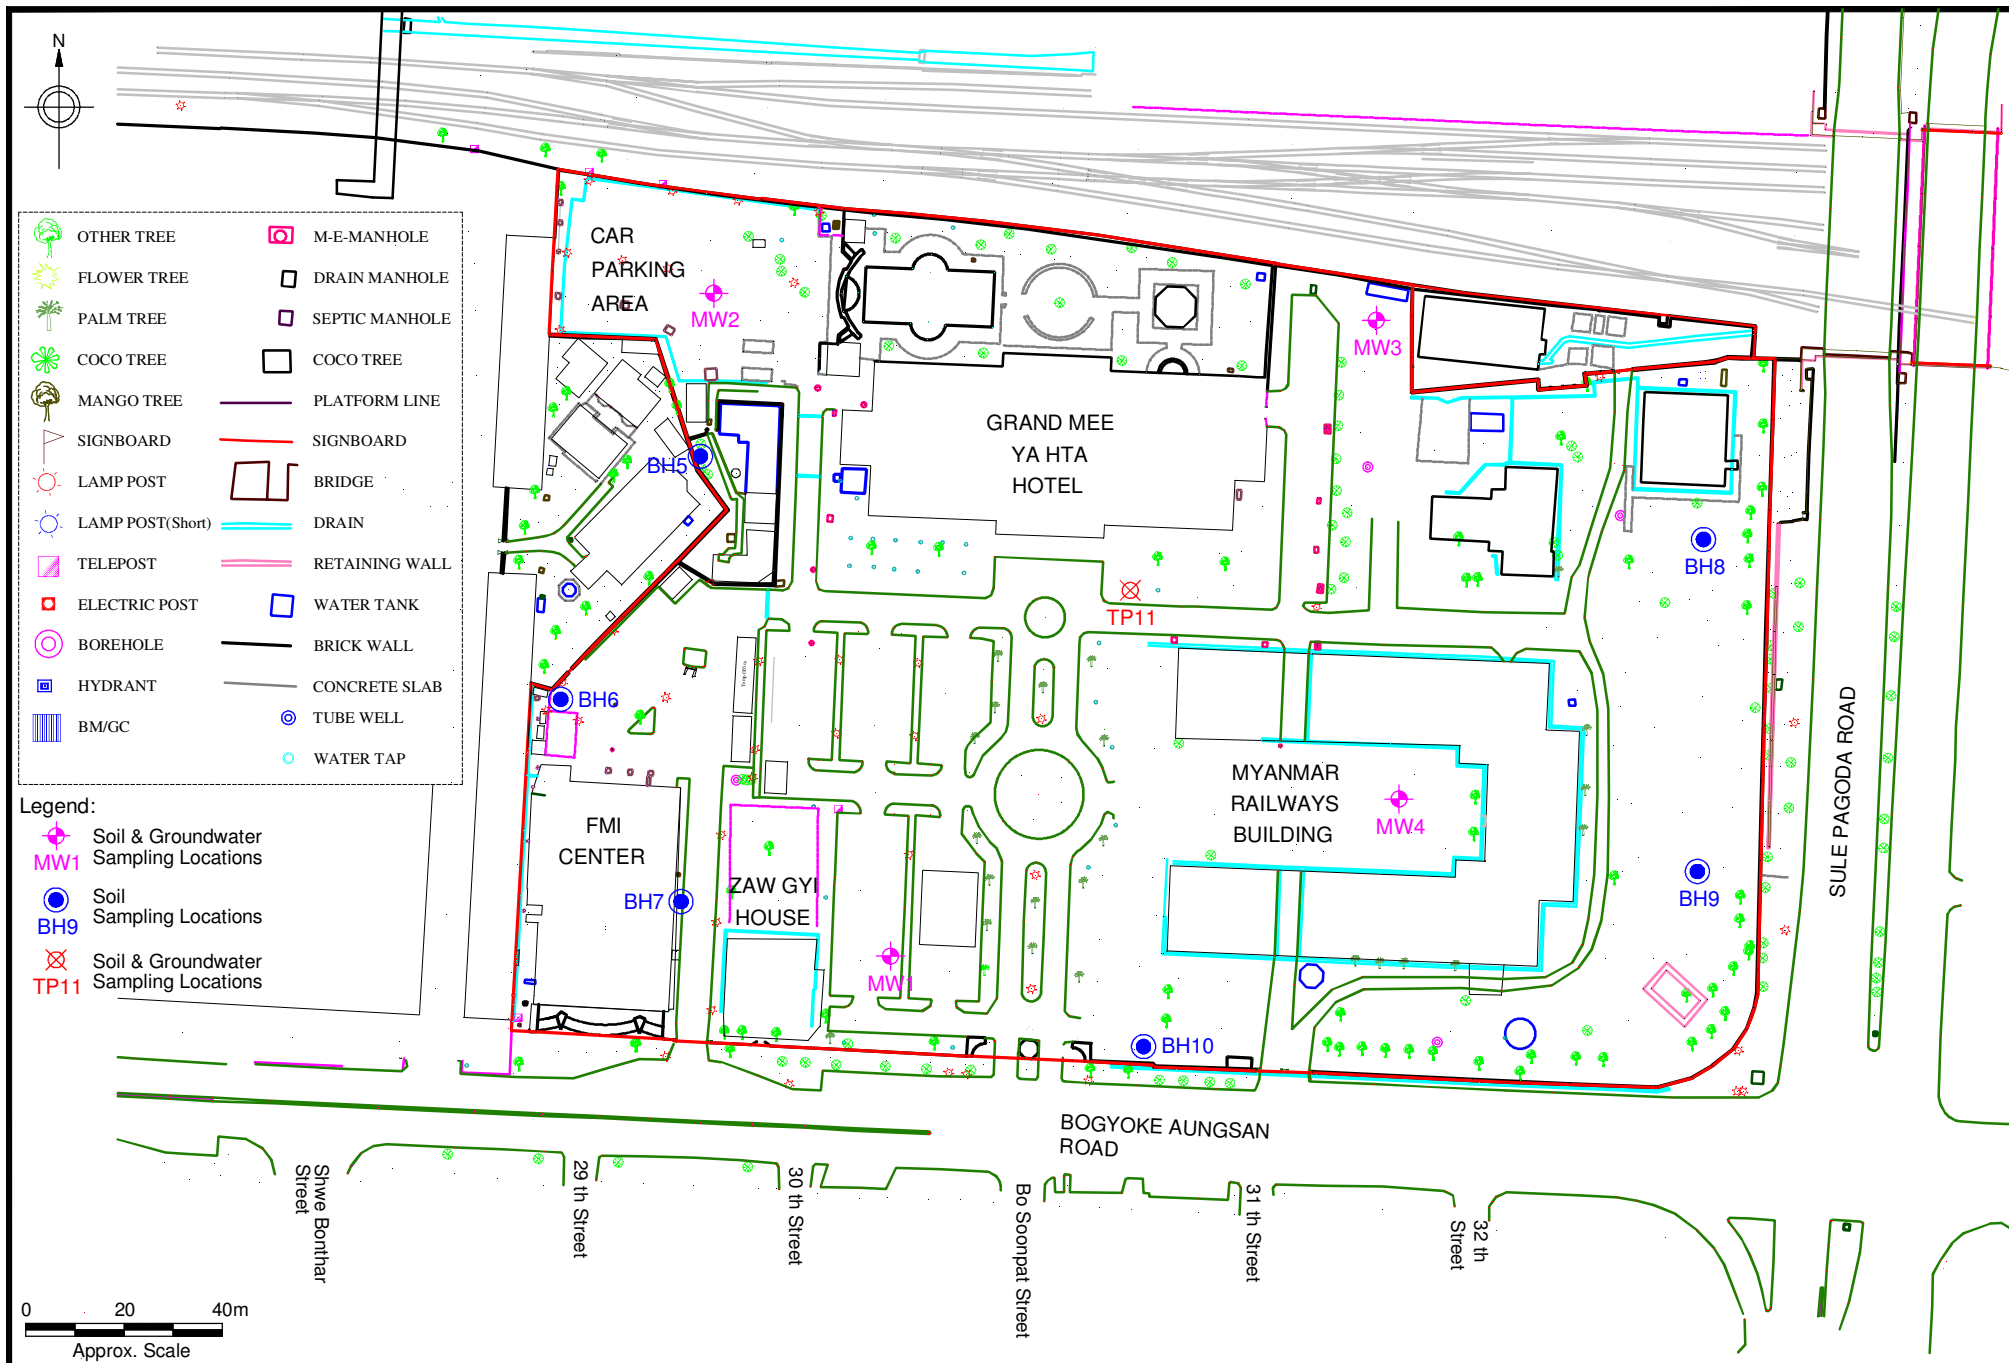 N
OTHER TREE
M-E-MANHOLE
FLOWER TREE
DRAIN MANHOLE
PALM TREE
SEPTIC MANHOLE
COCO TREE
COCO TREE
MANGO TREE
PLATFORM LINE
SIGNBOARD
SIGNBOARD
LAMP POST
BRIDGE
LAMP POST(Short)
DRAIN
TELEPOST
RETAINING WALL
ELECTRIC POST
WATER TANK
BOREHOLE
BRICK WALL
HYDRANT
CONCRETE SLAB
BM/GC
TUBE WELL
WATER TAP
Legend:
MW1
Soil & Groundwater
Sampling Locations
BH9
Soil
Sampling Locations
TP11
Soil & Groundwater
Sampling Locations
CAR
PARKING
AREA
MW2
MW3
GRAND MEE
YA HTA
HOTEL
BH5
BH8
TP11
BH6
MYANMAR
RAILWAYS
BUILDING
MW4
FMI
CENTER
ZAW GYI
HOUSE
BH7
BH9
MW1
BH10
SULE PAGODA ROAD
BOGYOKE AUNGSAN
ROAD
Shwe Bonthar
Street
29 th Street
30 th Street
Bo Soonpat Street
31 th Street
32 th
Street
0 20 40m
Approx. Scale